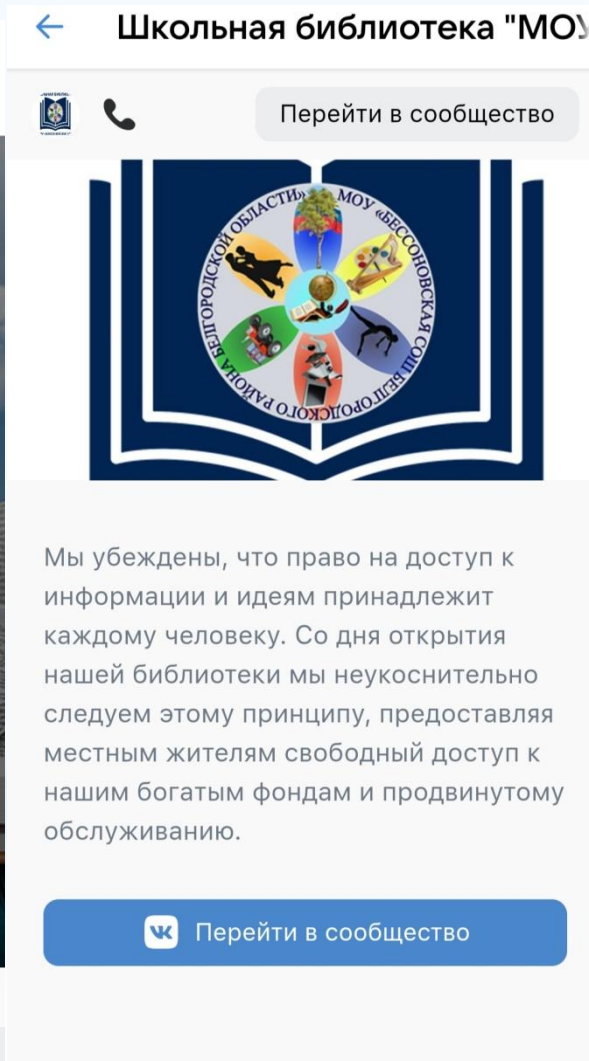 Школьная библиотека "МОУ
Перейти в сообщество
МОУ «БЕССОНОВСКАЯ СОШ БЕЛГОРОДСКОГО РАЙОНА БЕЛГОРОДСКОЙ ОБЛАСТИ»
Мы убеждены, что право на доступ к
информации и идеям принадлежит
каждому человеку. Со дня открытия
нашей библиотеки мы неукоснительно
следуем этому принципу, предоставляя
местным жителям свободный доступ к
нашим богатым фондам и продвинутому
обслуживанию.
Перейти в сообщество